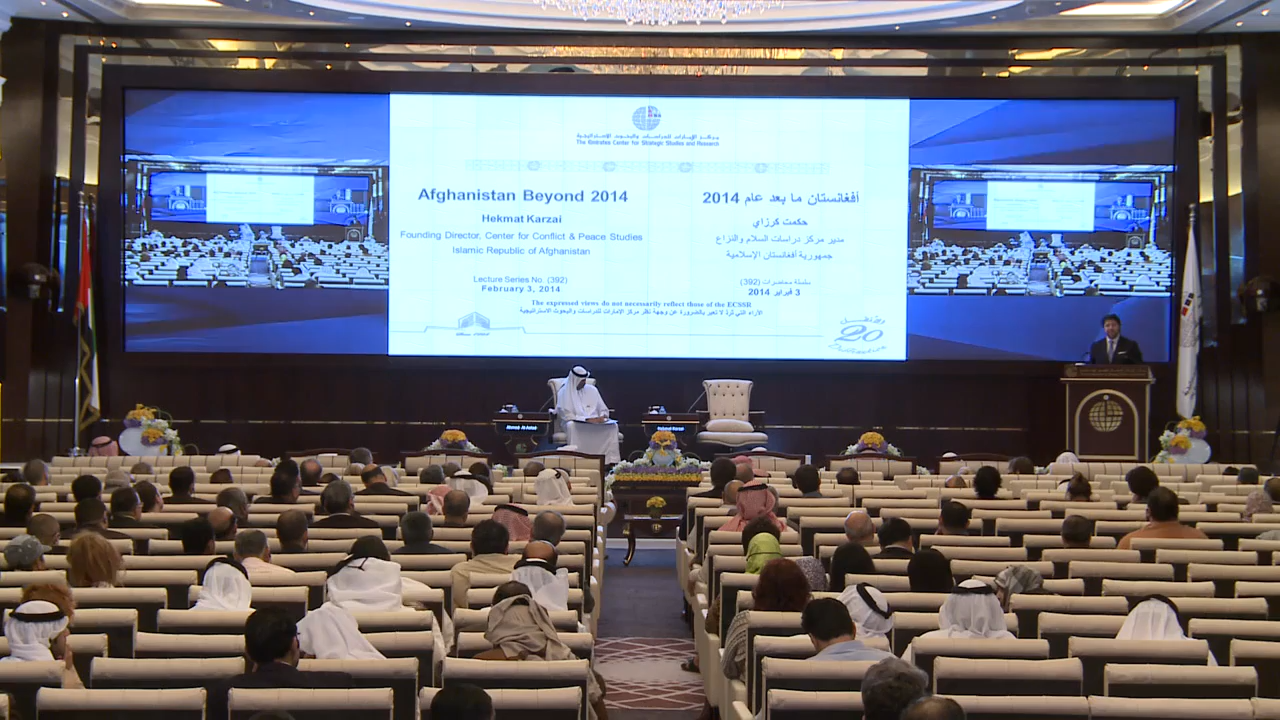 مركز الإمارات للدراسات والبحوث الاستراتيجية
The Emirates Center for Strategic Studies and Research
Afghanistan Beyond 2014
Hekmat Karzai
Founding Director, Center for Conflict & Peace Studies
Islamic Republic of Afghanistan
Lecture Series No. (392)
February 3, 2014
أفغانستان ما بعد عام 2014
حكمت كرزاي
مدير مركز دراسات السلام والنزاع
جمهورية أفغانستان الإسلامية
سلسلة محاضرات (392)
3 فبراير 2014
The expressed views do not necessarily reflect those of the ECSSR
الآراء التي ترد لا تعبر بالضرورة عن وجهة نظر مركز الإمارات للدراسات والبحوث الاستراتيجية
20
Hekmat Karzai